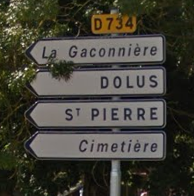 D734
La Gaconnière
DOLUS
ST PIERRE
Cimetière